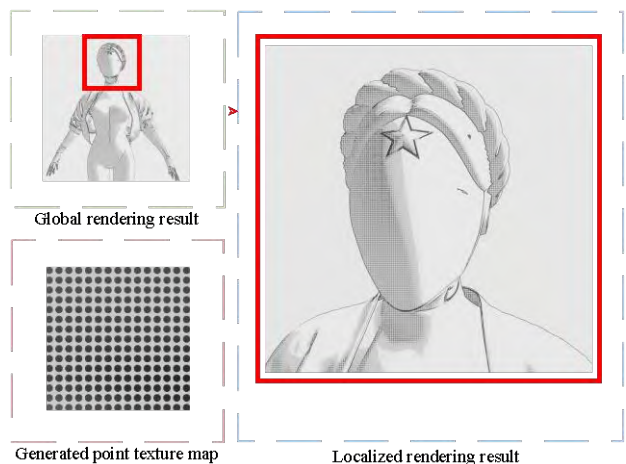 Global rendering result
Generated point texture map
Localized rendering result